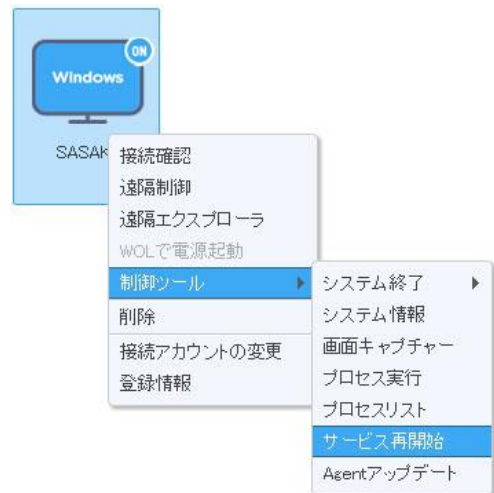 ON
Windows
SASAK
接続確認
遠隔制御
遠隔エクスプローラ
WOLで電源起動
制御ツール
削除
接続アカウントの変更
登録情報
システム終了
システム情報
画面キャプチャー
プロセス実行
プロセスリスト
サービス再開始
Agentアップデート